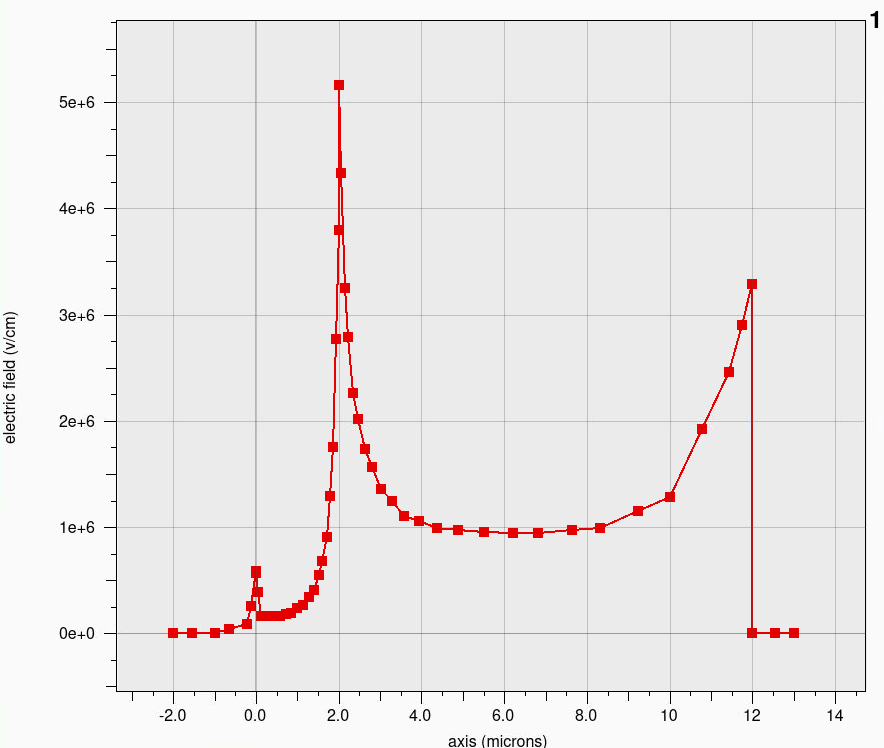 1
5e+6
4e+6
3e+6
2e+6
1e+6
0e+0
electric field (v/cm)
-2.0 0.0 2.0 4.0 6.0 8.0 10 12 14
axis (microns)